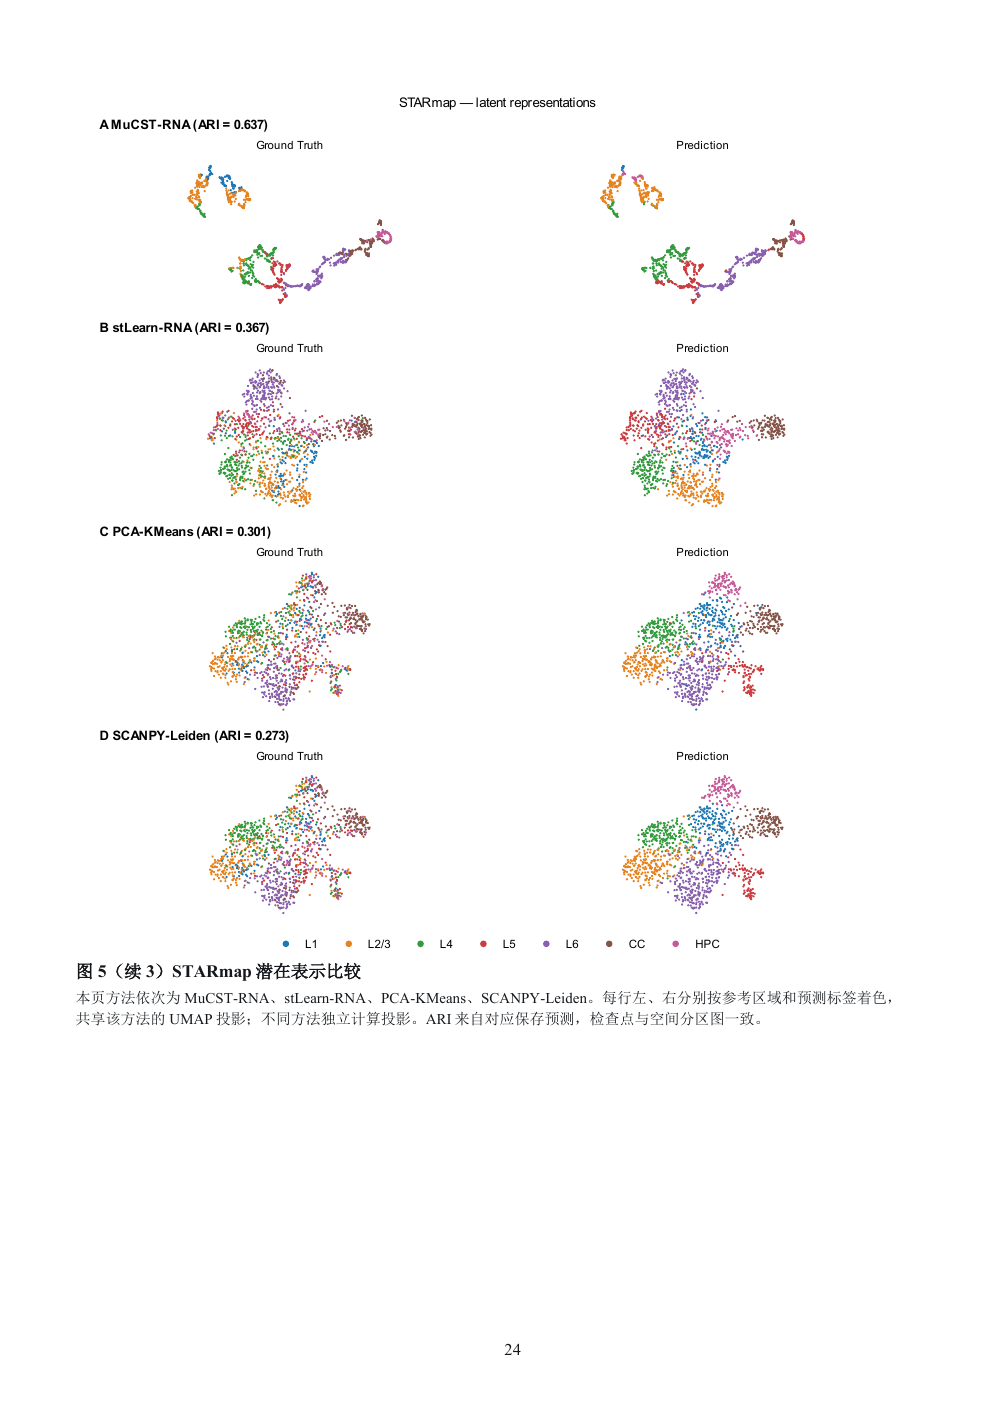 STARmap — latent representations
A MuCST-RNA (ARI = 0.637)
Ground Truth Prediction
B stLearn-RNA (ARI = 0.367)
Ground Truth Prediction
C PCA-KMeans (ARI = 0.301)
Ground Truth Prediction
D SCANPY-Leiden (ARI = 0.273)
Ground Truth Prediction
L1 L2/3 L4 L5 L6 CC HPC
图 5（续 3）STARmap 潜在表示比较
本页方法依次为 MuCST-RNA、stLearn-RNA、PCA-KMeans、SCANPY-Leiden。每行左、右分别按参考区域和预测标签着色，
共享该方法的 UMAP 投影；不同方法独立计算投影。ARI 来自对应保存预测，检查点与空间分区图一致。
24